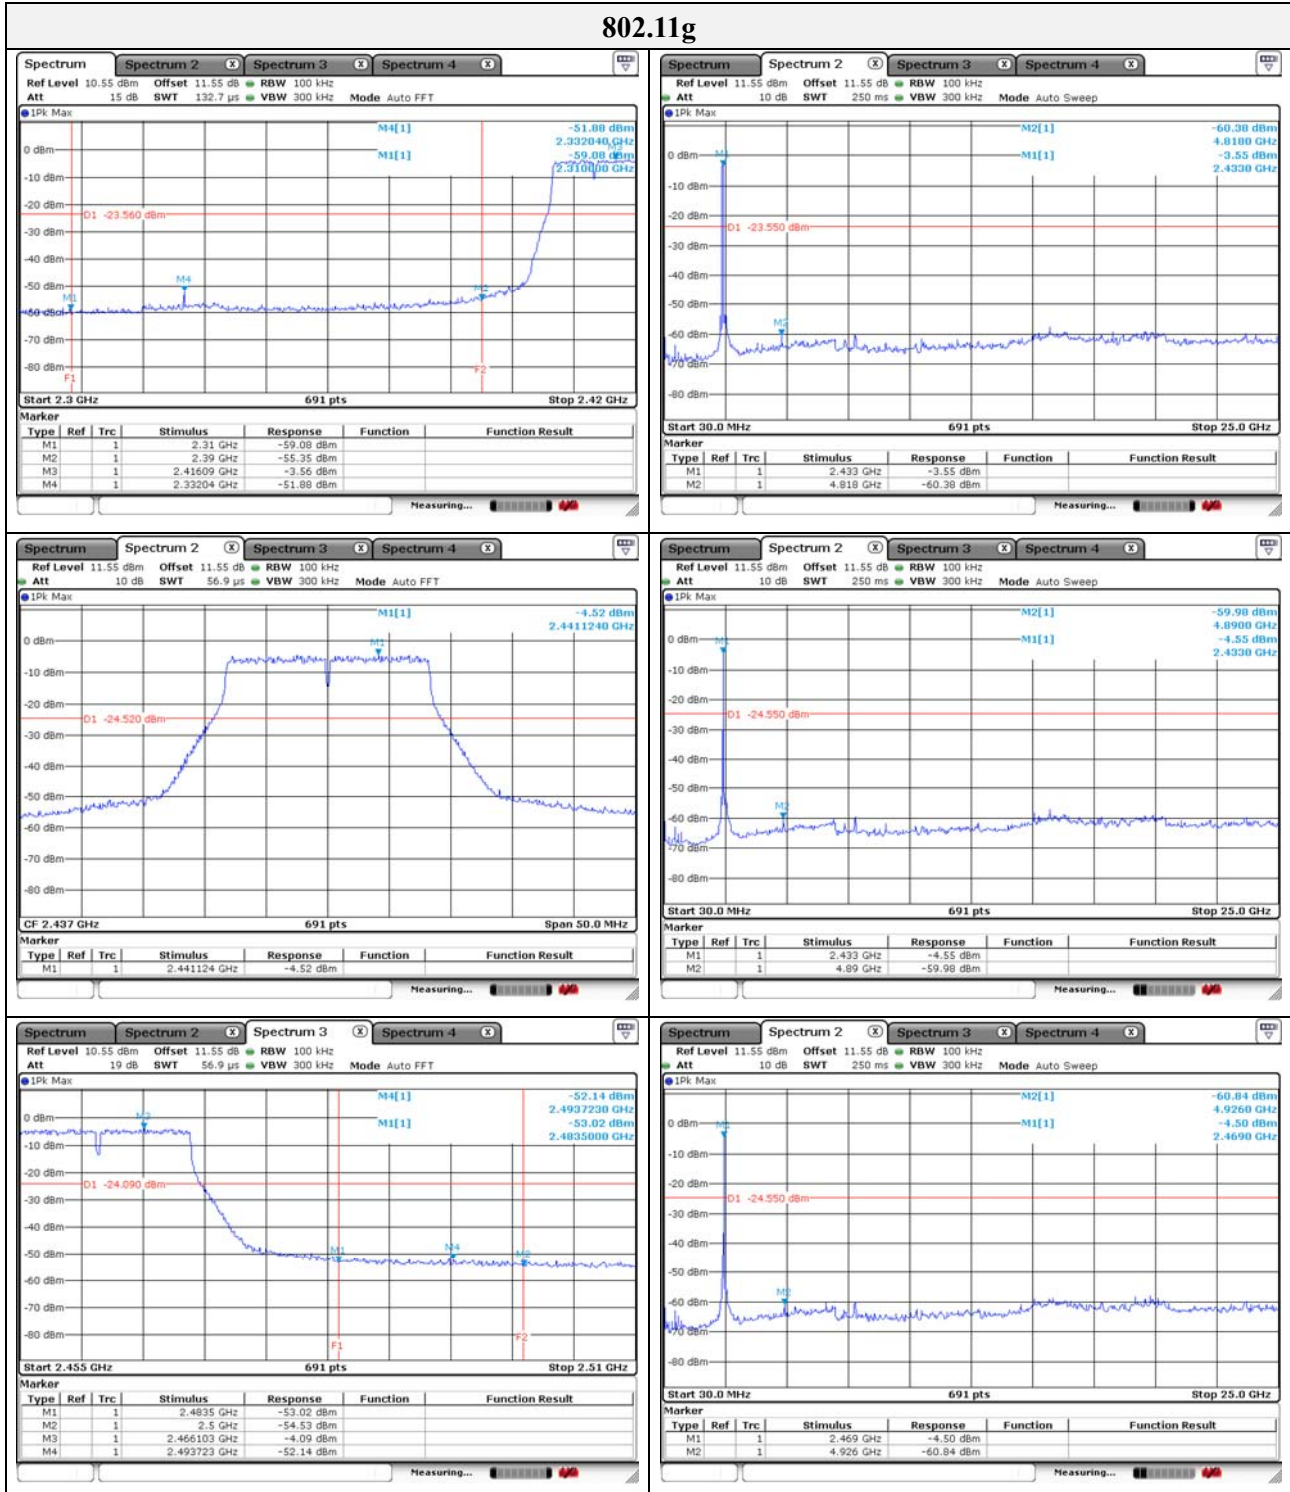 802.11g
Spectrum Spectrum 2 Spectrum 3 Spectrum 4
Ref Level 10.55 dBm Offset 11.55 dB RBW 100 kHz
Att 15 dB SWT 132.7 µs VBW 300 kHz Mode Auto FFT
1Pk Max
M4[1] -51.88 dBm
2.332040 GHz
M1[1] -59.08 dBm
2.310000 GHz
M3
0 dBm
-10 dBm
-20 dBm
D1 -23.560 dBm
-30 dBm
-40 dBm
-50 dBm
M4
M1
M2
-60 dBm
-70 dBm
-80 dBm
F1
F2
Start 2.3 GHz 691 pts Stop 2.42 GHz
Marker
Type Ref Trc Stimulus Response Function Function Result
M1 1 2.31 GHz -59.08 dBm
M2 1 2.39 GHz -55.35 dBm
M3 1 2.41609 GHz -3.56 dBm
M4 1 2.33204 GHz -51.88 dBm
Measuring...
Spectrum Spectrum 2 Spectrum 3 Spectrum 4
Ref Level 11.55 dBm Offset 11.55 dB RBW 100 kHz
Att 10 dB SWT 250 ms VBW 300 kHz Mode Auto Sweep
1Pk Max
M2[1] -60.38 dBm
4.8180 GHz
M1[1] -3.55 dBm
2.4330 GHz
0 dBm
M1
-10 dBm
-20 dBm
D1 -23.550 dBm
-30 dBm
-40 dBm
-50 dBm
M2
-60 dBm
-70 dBm
-80 dBm
Start 30.0 MHz 691 pts Stop 25.0 GHz
Marker
Type Ref Trc Stimulus Response Function Function Result
M1 1 2.433 GHz -3.55 dBm
M2 1 4.818 GHz -60.38 dBm
Measuring...
Spectrum Spectrum 2 Spectrum 3 Spectrum 4
Ref Level 11.55 dBm Offset 11.55 dB RBW 100 kHz
Att 10 dB SWT 56.9 µs VBW 300 kHz Mode Auto FFT
1Pk Max
M1[1] -4.52 dBm
2.4411240 GHz
0 dBm
M1
-10 dBm
-20 dBm
D1 -24.520 dBm
-30 dBm
-40 dBm
-50 dBm
-60 dBm
-70 dBm
-80 dBm
CF 2.437 GHz 691 pts Span 50.0 MHz
Marker
Type Ref Trc Stimulus Response Function Function Result
M1 1 2.441124 GHz -4.52 dBm
Measuring...
Spectrum Spectrum 2 Spectrum 3 Spectrum 4
Ref Level 11.55 dBm Offset 11.55 dB RBW 100 kHz
Att 10 dB SWT 250 ms VBW 300 kHz Mode Auto Sweep
1Pk Max
M2[1] -59.98 dBm
4.8900 GHz
M1[1] -4.55 dBm
2.4330 GHz
0 dBm
M1
-10 dBm
-20 dBm
D1 -24.550 dBm
-30 dBm
-40 dBm
-50 dBm
M2
-60 dBm
-70 dBm
-80 dBm
Start 30.0 MHz 691 pts Stop 25.0 GHz
Marker
Type Ref Trc Stimulus Response Function Function Result
M1 1 2.433 GHz -4.55 dBm
M2 1 4.89 GHz -59.98 dBm
Measuring...
Spectrum Spectrum 2 Spectrum 3 Spectrum 4
Ref Level 10.55 dBm Offset 11.55 dB RBW 100 kHz
Att 19 dB SWT 56.9 µs VBW 300 kHz Mode Auto FFT
1Pk Max
M4[1] -52.14 dBm
2.4937230 GHz
M1[1] -53.02 dBm
2.4835000 GHz
0 dBm
M3
-10 dBm
-20 dBm
D1 -24.090 dBm
-30 dBm
-40 dBm
-50 dBm
M1
M4
M2
-60 dBm
-70 dBm
-80 dBm
F1
F2
Start 2.455 GHz 691 pts Stop 2.51 GHz
Marker
Type Ref Trc Stimulus Response Function Function Result
M1 1 2.4835 GHz -53.02 dBm
M2 1 2.5 GHz -54.53 dBm
M3 1 2.466103 GHz -4.09 dBm
M4 1 2.493723 GHz -52.14 dBm
Measuring...
Spectrum Spectrum 2 Spectrum 3 Spectrum 4
Ref Level 11.55 dBm Offset 11.55 dB RBW 100 kHz
Att 10 dB SWT 250 ms VBW 300 kHz Mode Auto Sweep
1Pk Max
M2[1] -60.84 dBm
4.9260 GHz
M1[1] -4.50 dBm
2.4690 GHz
0 dBm
M1
-10 dBm
-20 dBm
D1 -24.550 dBm
-30 dBm
-40 dBm
-50 dBm
M2
-60 dBm
-70 dBm
-80 dBm
Start 30.0 MHz 691 pts Stop 25.0 GHz
Marker
Type Ref Trc Stimulus Response Function Function Result
M1 1 2.469 GHz -4.50 dBm
M2 1 4.926 GHz -60.84 dBm
Measuring...